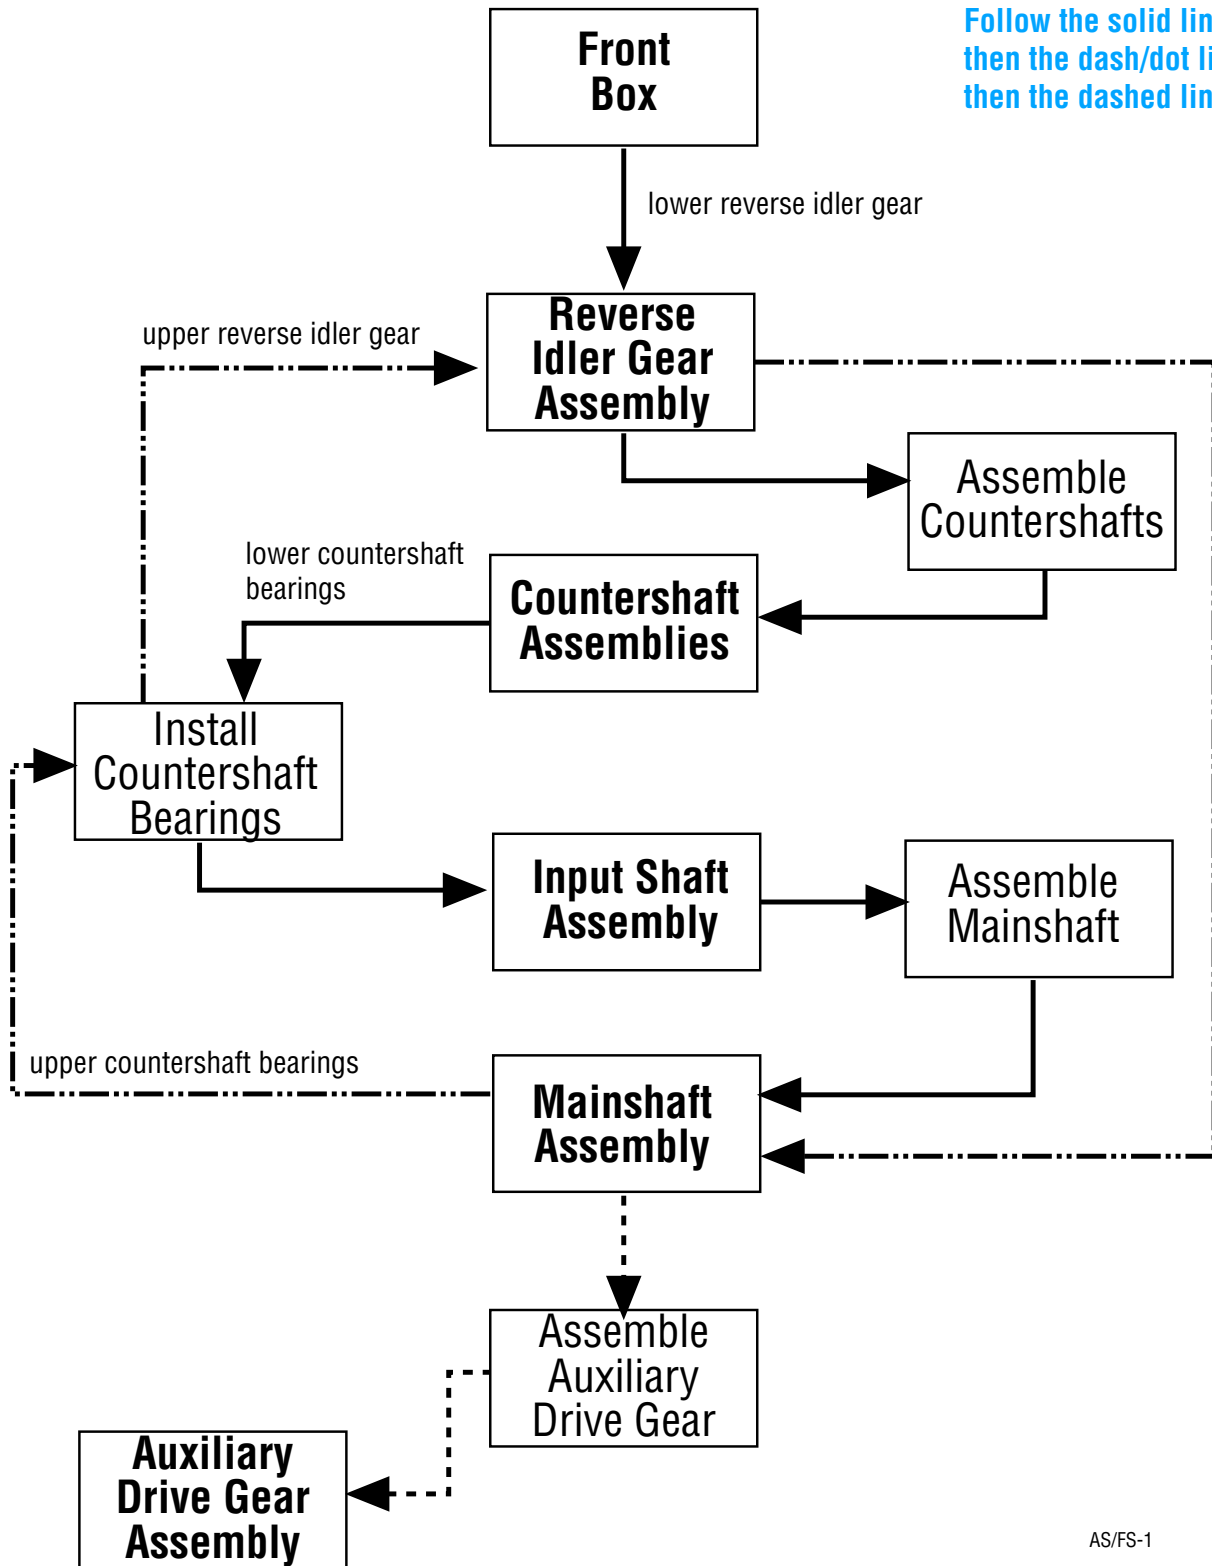 Front
Box
Follow the solid lin
then the dash/dot li
then the dashed lin
lower reverse idler gear
upper reverse idler gear
Reverse
Idler Gear
Assembly
Assemble
Countershafts
lower countershaft
bearings
Countershaft
Assemblies
Install
Countershaft
Bearings
Input Shaft
Assembly
Assemble
Mainshaft
upper countershaft bearings
Mainshaft
Assembly
Assemble
Auxiliary
Drive Gear
Auxiliary
Drive Gear
Assembly
AS/FS-1